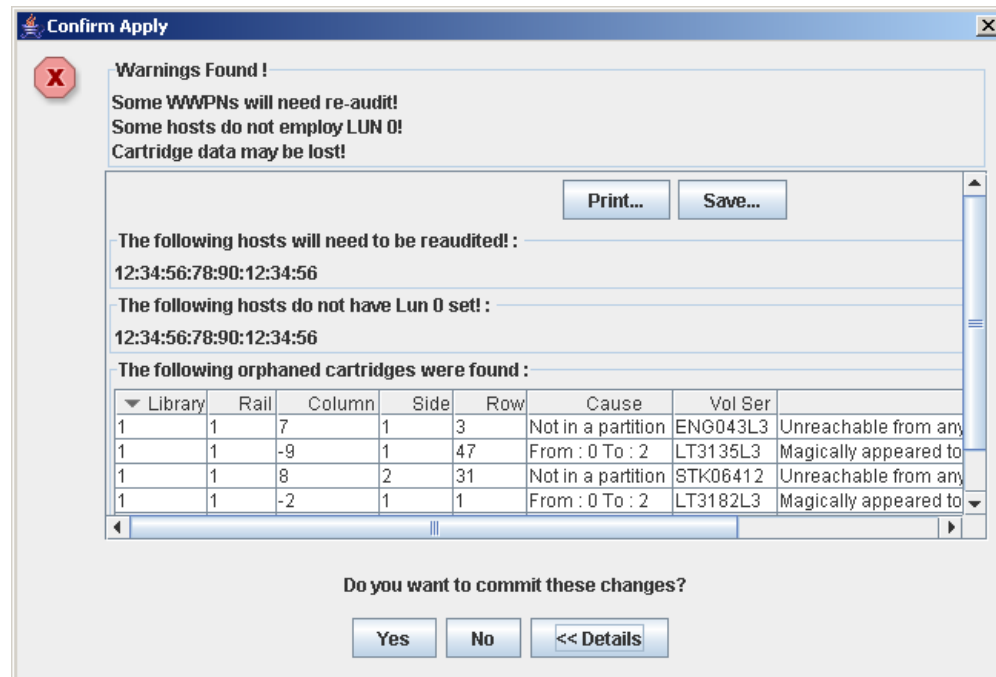 Confirm Apply
Warnings Found !
Some WWPNs will need re-audit!
Some hosts do not employ LUN 0!
Cartridge data may be lost!
Print... Save...
The following hosts will need to be reaudited! :
12:34:56:78:90:12:34:56
The following hosts do not have Lun 0 set! :
12:34:56:78:90:12:34:56
The following orphaned cartridges were found :
Library Rail Column Side Row Cause Vol Ser
1 1 7 1 3 Not in a partition ENG043L3 Unreachable from any
1 1 -9 1 47 From : 0 To : 2 LT3135L3 Magically appeared to
1 1 8 2 31 Not in a partition STK06412 Unreachable from any
1 1 -2 1 1 From : 0 To : 2 LT3182L3 Magically appeared to
Do you want to commit these changes?
Yes No << Details